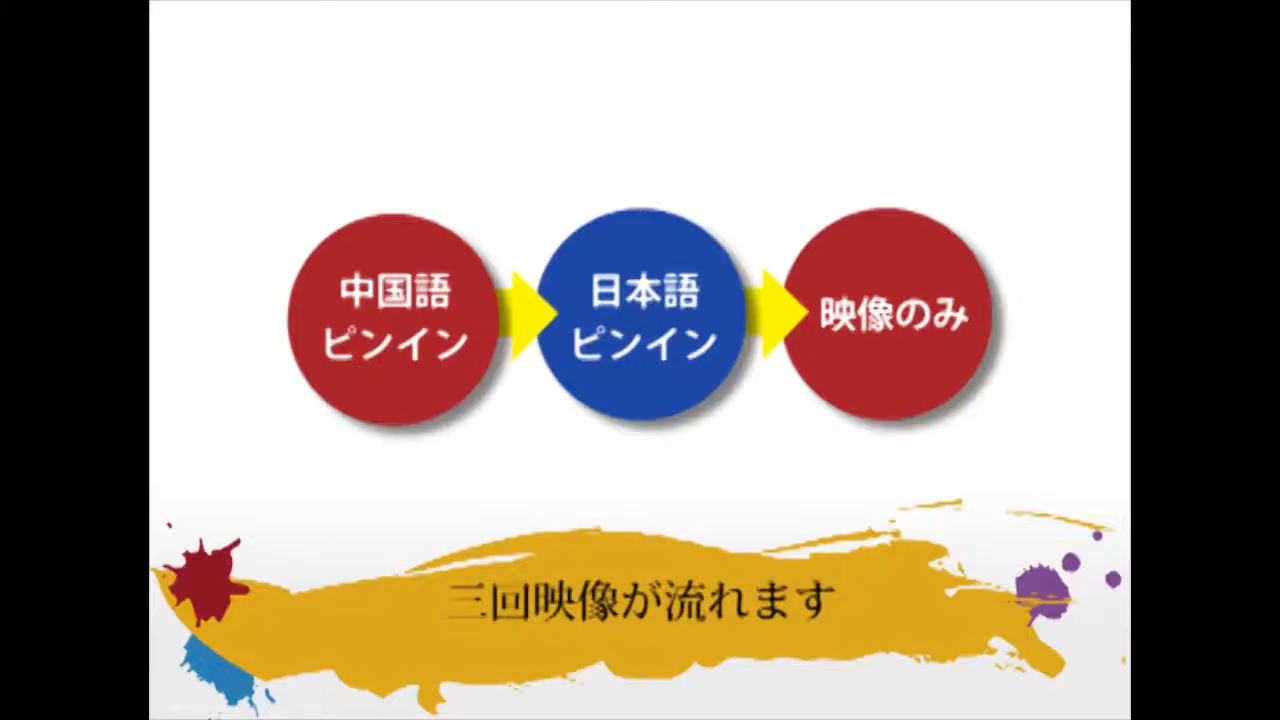 中国語
ピンイン
日本語
ピンイン
映像のみ
三回映像が流れます